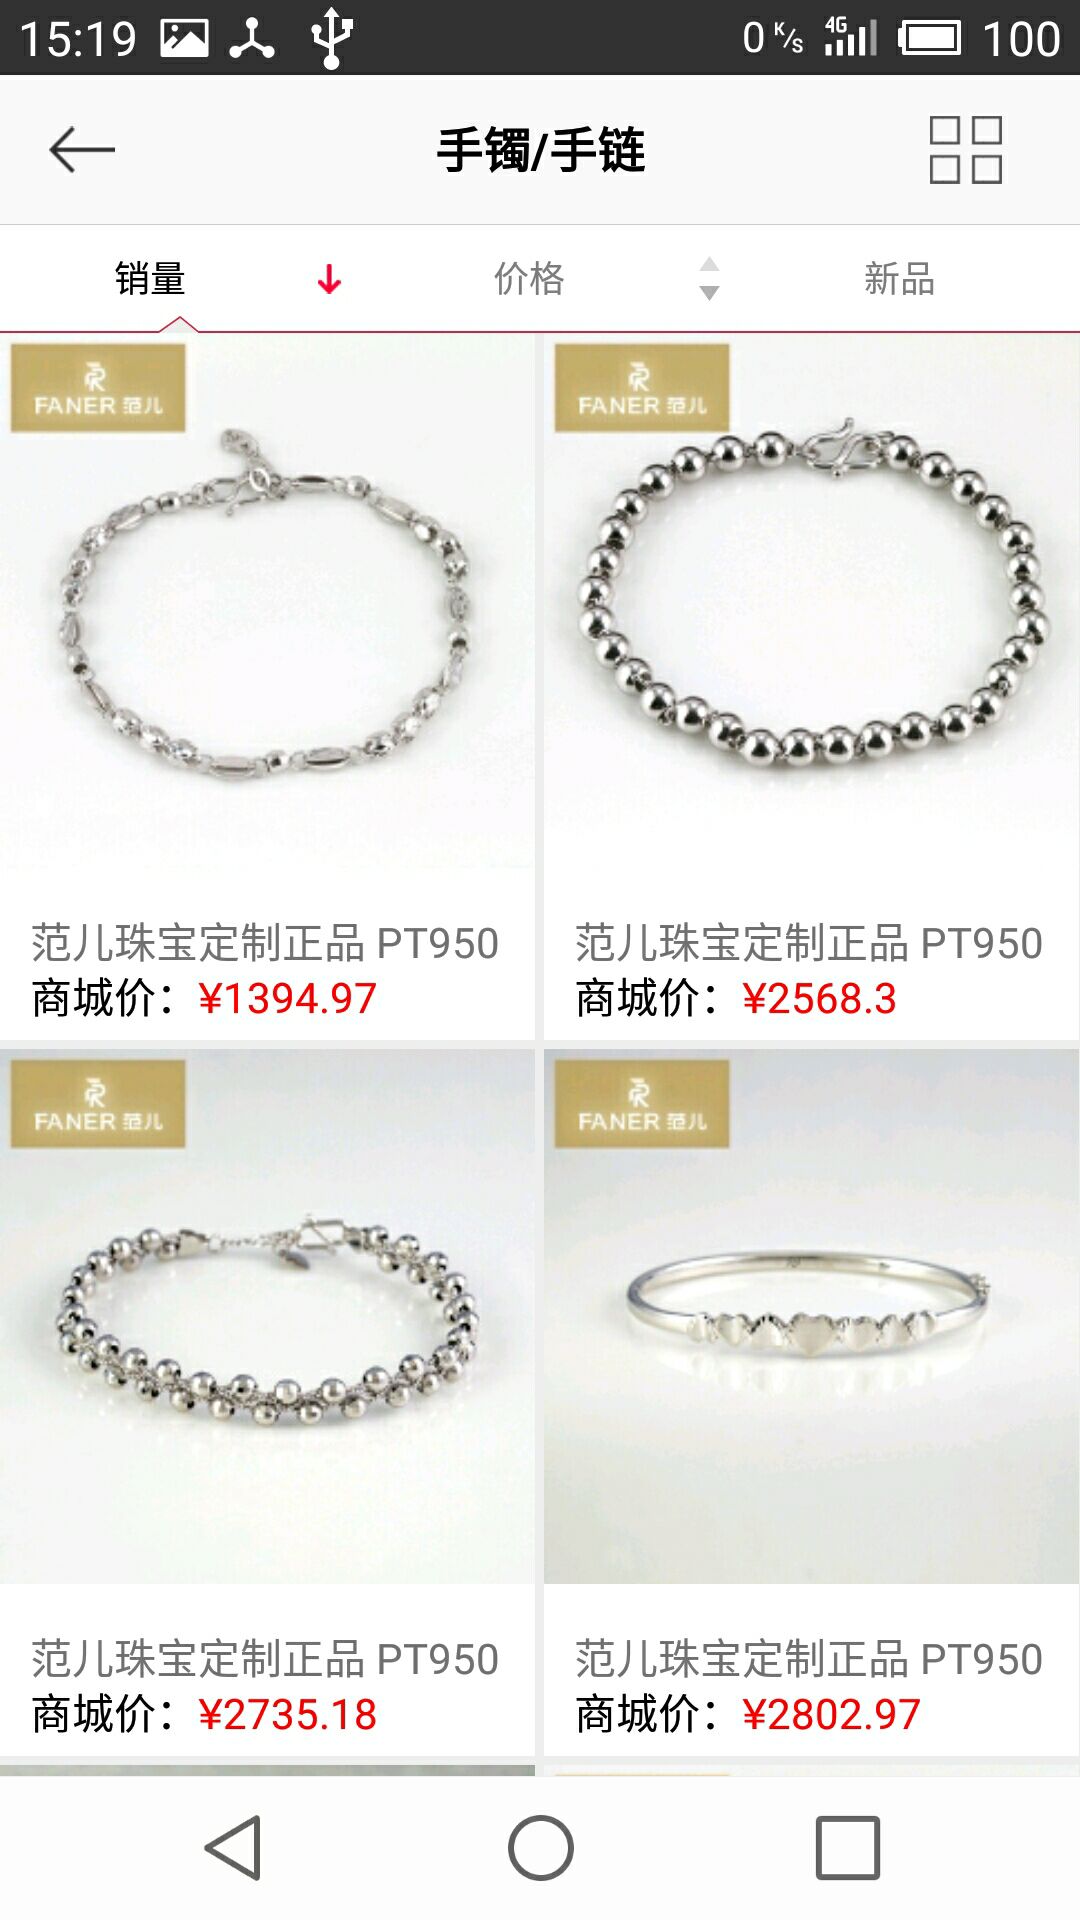 15:19
0 K/s
4G
100
手镯/手链
销量
价格
新品
FANER 范儿
FANER 范儿
范儿珠宝定制正品 PT950
商城价：¥1394.97
范儿珠宝定制正品 PT950
商城价：¥2568.3
FANER 范儿
FANER 范儿
范儿珠宝定制正品 PT950
商城价：¥2735.18
范儿珠宝定制正品 PT950
商城价：¥2802.97